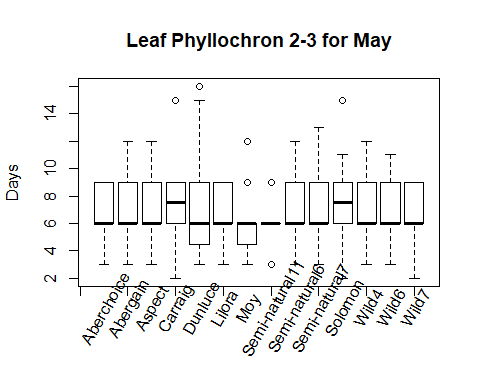 Leaf Phyllochron 2-3 for May
Days
14
10
8
6
4
2
Aberchoice
Abergain
Aspect
Carraig
Dunluce
Lilora
Moy
Semi-natural11
Semi-natural6
Semi-natural7
Solomon
Wild4
Wild6
Wild7